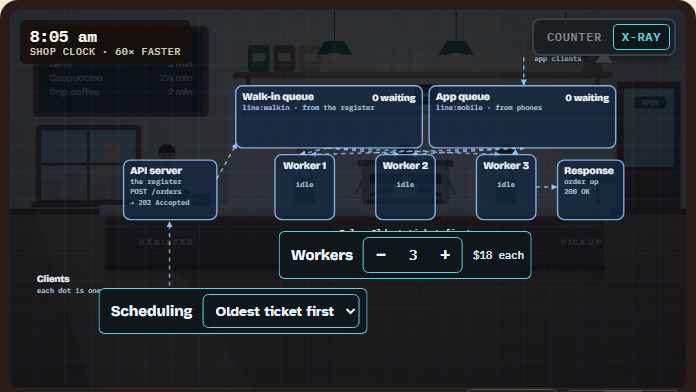 8:05 am
SHOP CLOCK · 60× FASTER
COUNTER
X-RAY
app clients
Latte 3 min
Cappuccino 2½ min
Drip coffee 2 min
OPEN
Walk-in queue 0 waiting
line:walkin · from the register
App queue 0 waiting
line:mobile · from phones
API server
the register
POST /orders
→ 202 Accepted
Worker 1
idle
Worker 2
idle
Worker 3
idle
Response
order up
200 OK
REGISTER
PICKUP
Workers − 3 + $18 each
Clients
each dot is one
Scheduling Oldest ticket first